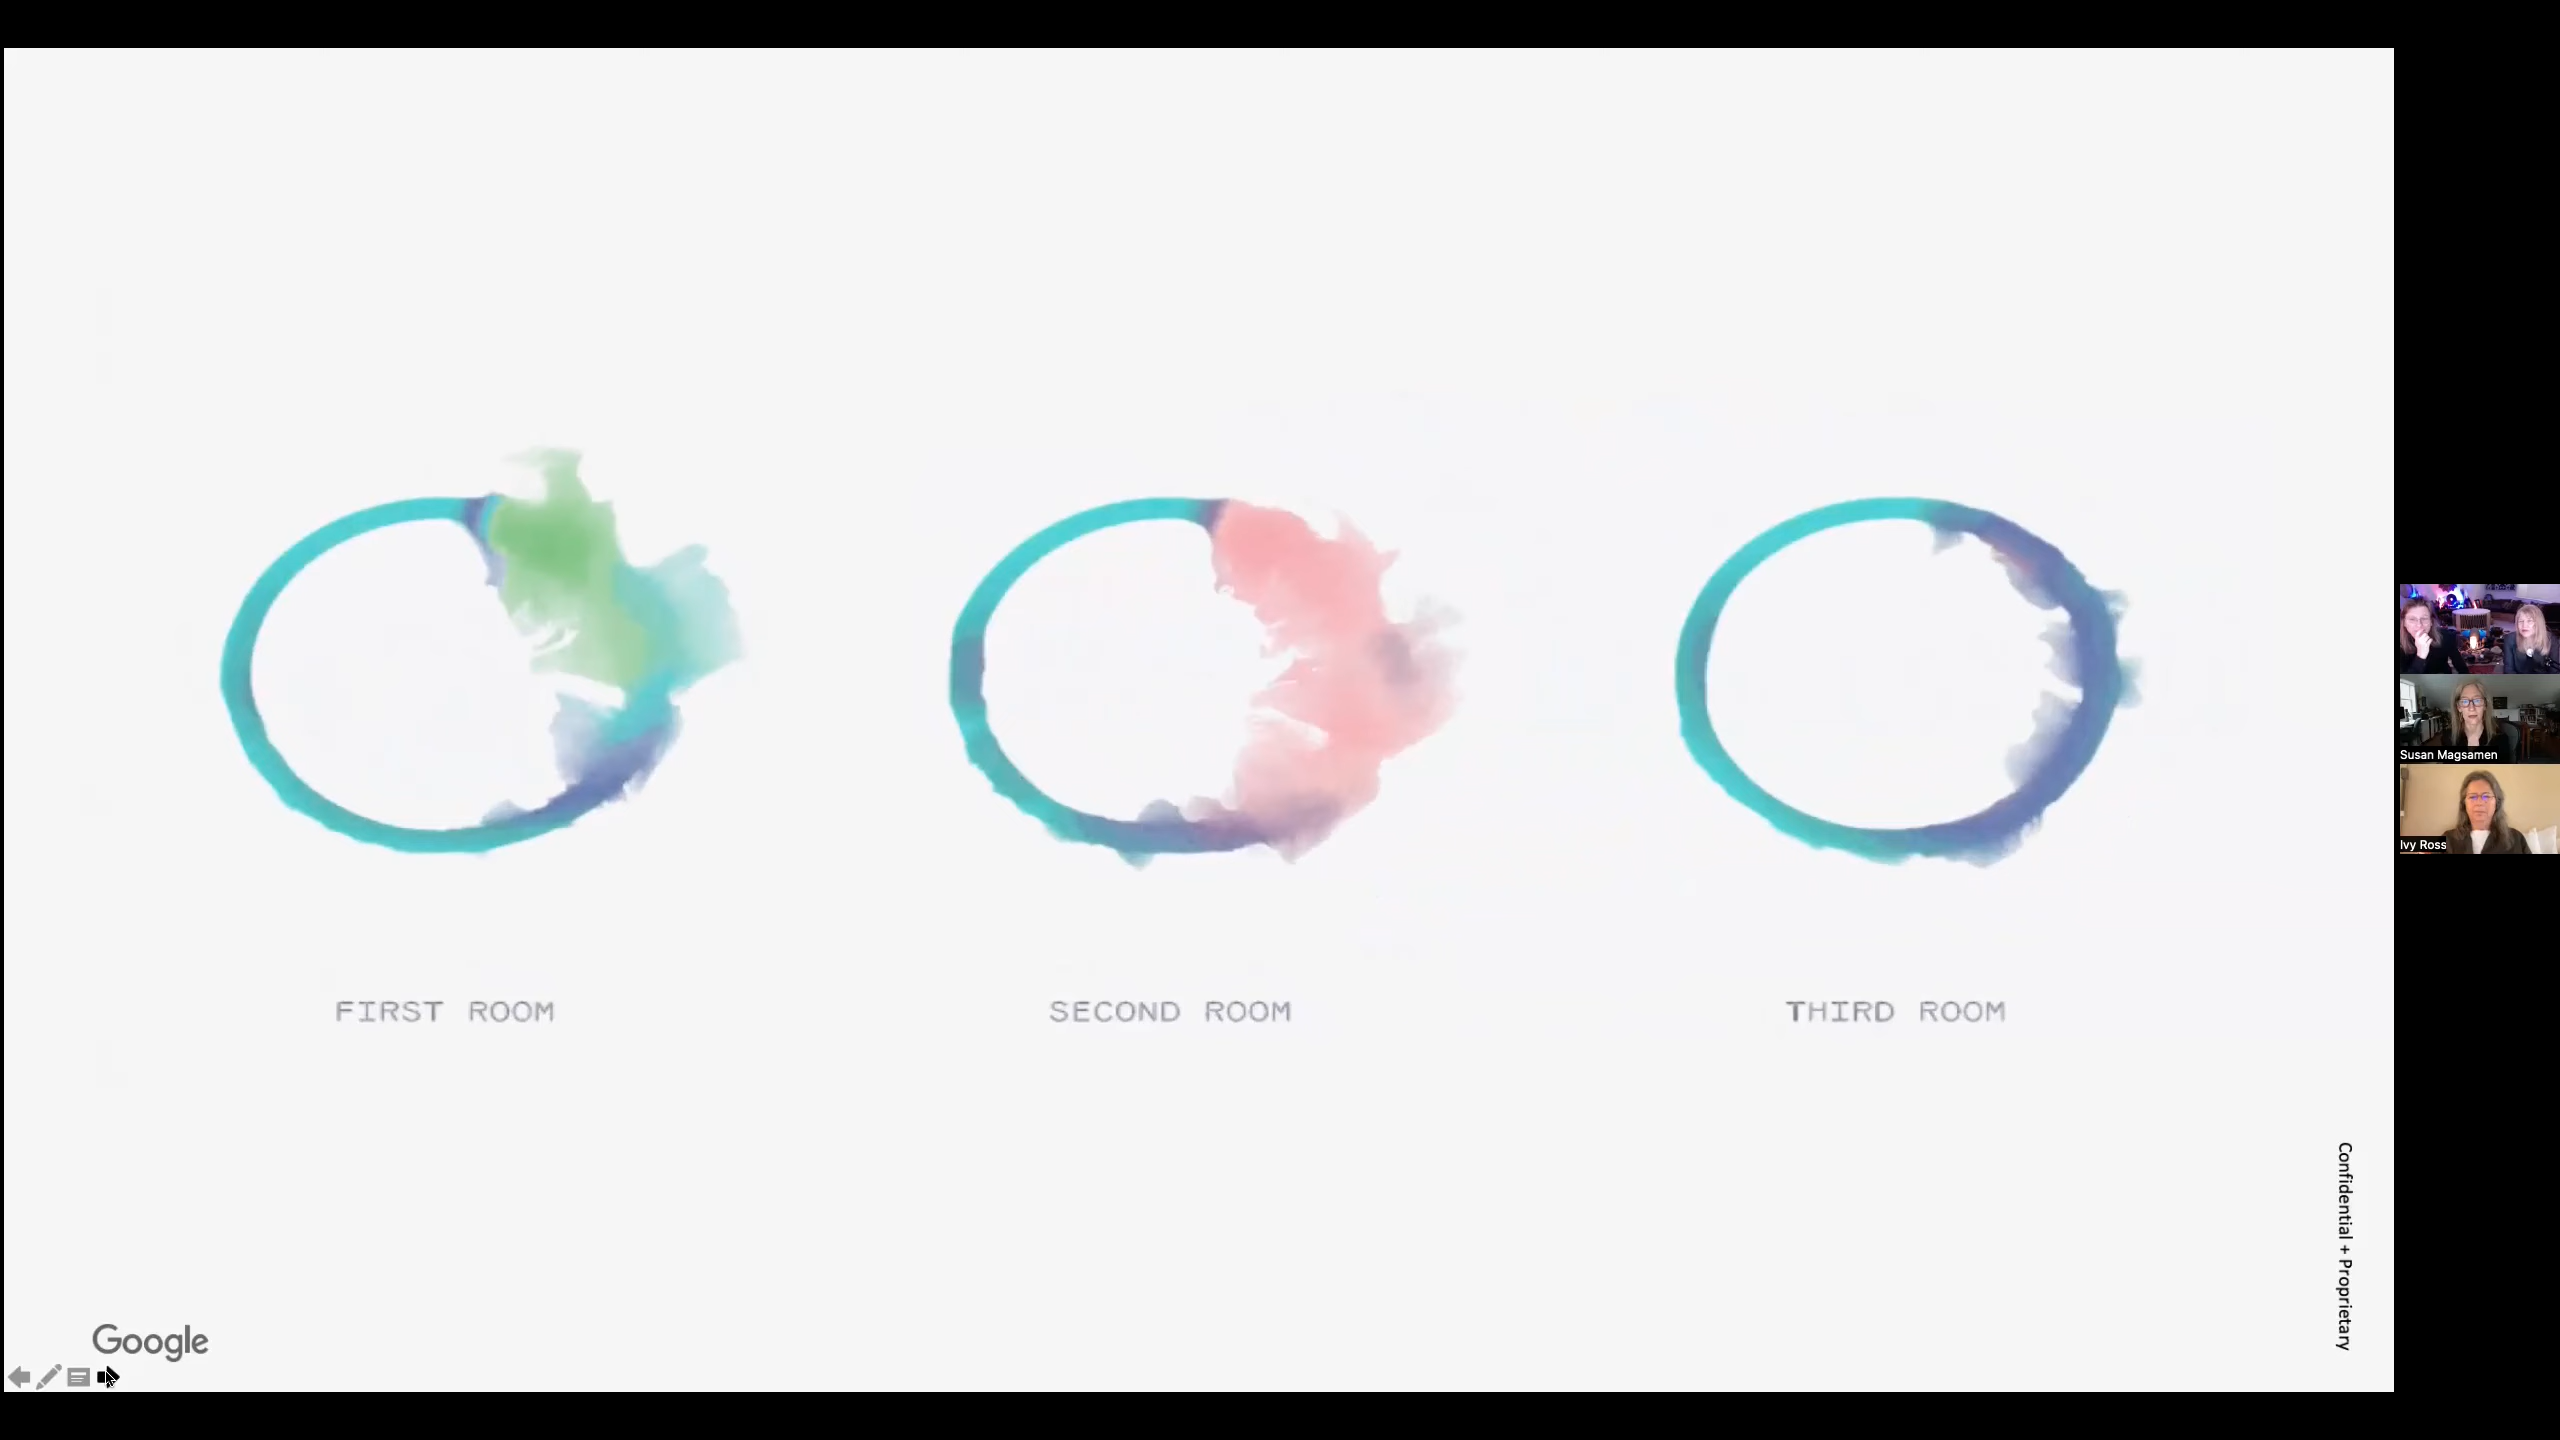 FIRST ROOM
SECOND ROOM
THIRD ROOM
Confidential + Proprietary
Google
Susan Magsamen
Ivy Ross